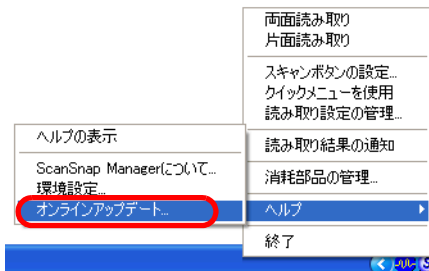 両面読み取り
片面読み取り
スキャンボタンの設定...
クイックメニューを使用
読み取り設定の管理...
読み取り結果の通知
消耗部品の管理...
ヘルプ
終了
ヘルプの表示
ScanSnap Managerについて...
環境設定...
オンラインアップデート...
S